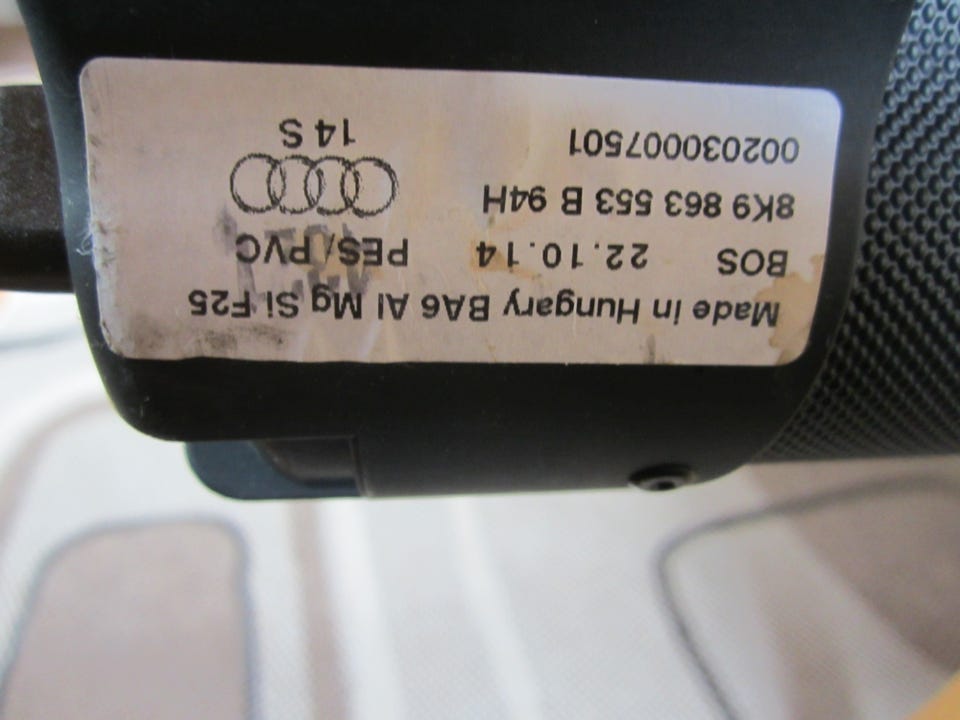 002030007501
14 S
8K9 863 553 B 94H
BOS 22.10.14 PES/PVC
Made in Hungary BA6 Al Mg Si F25